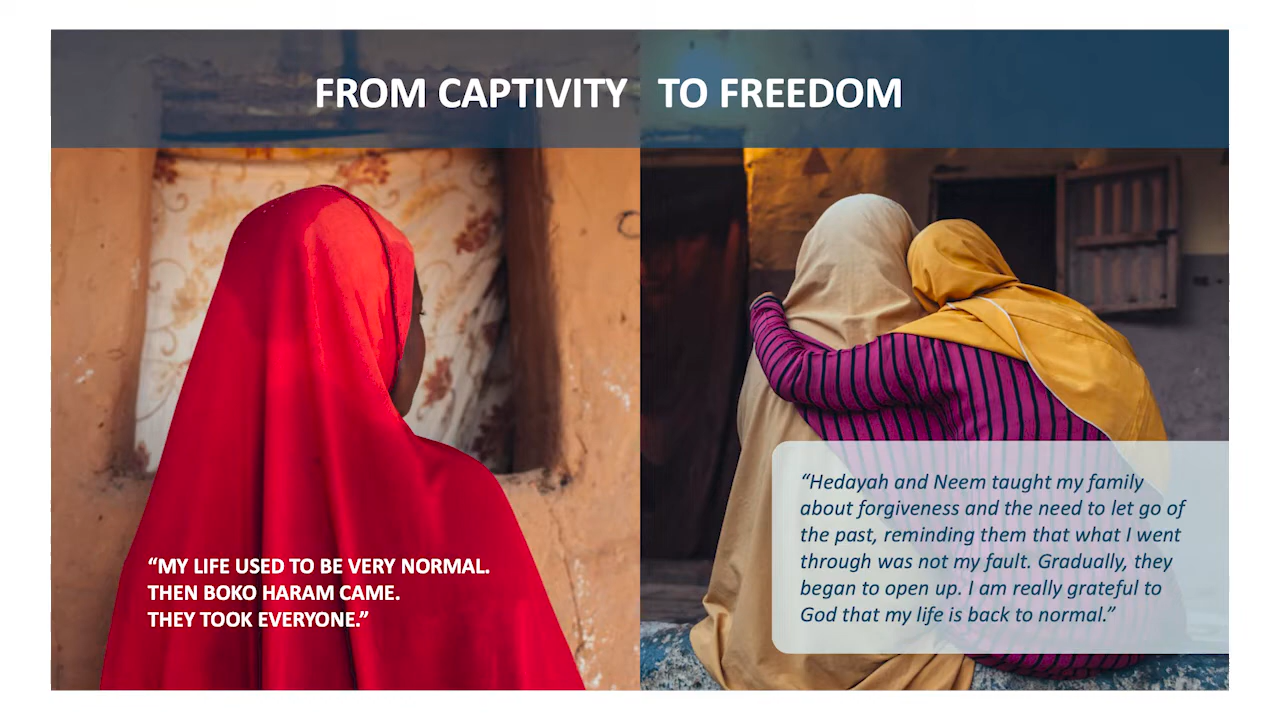 FROM CAPTIVITY TO FREEDOM
“MY LIFE USED TO BE VERY NORMAL.
THEN BOKO HARAM CAME.
THEY TOOK EVERYONE.”
“Hedayah and Neem taught my family
about forgiveness and the need to let go of
the past, reminding them that what I went
through was not my fault. Gradually, they
began to open up. I am really grateful to
God that my life is back to normal.”